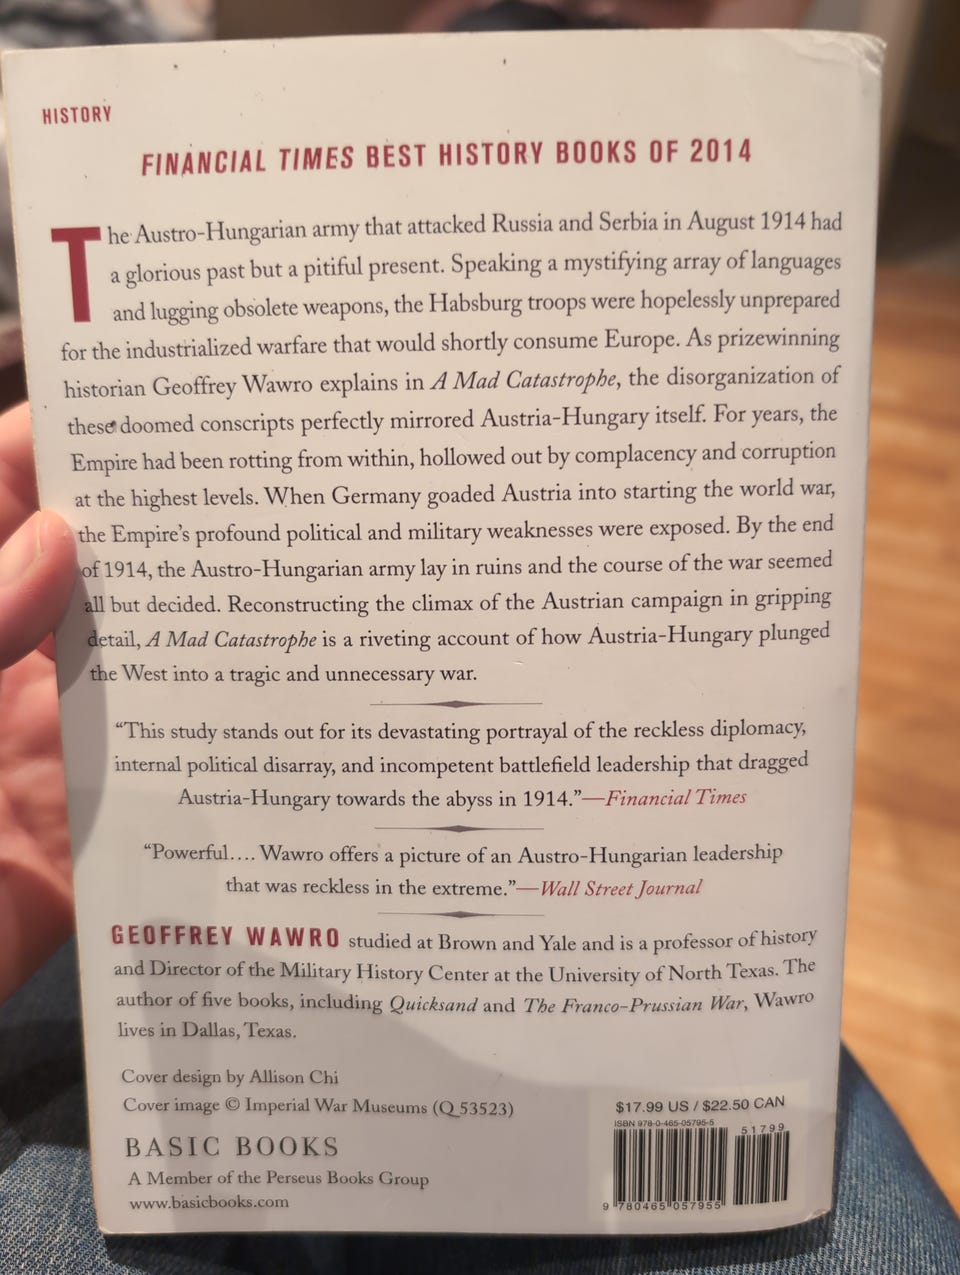 HISTORY
FINANCIAL TIMES BEST HISTORY BOOKS OF 2014
The Austro-Hungarian army that attacked Russia and Serbia in August 1914 had
a glorious past but a pitiful present. Speaking a mystifying array of languages
and lugging obsolete weapons, the Habsburg troops were hopelessly unprepared
for the industrialized warfare that would shortly consume Europe. As prizewinning
historian Geoffrey Wawro explains in A Mad Catastrophe, the disorganization of
these doomed conscripts perfectly mirrored Austria-Hungary itself. For years, the
Empire had been rotting from within, hollowed out by complacency and corruption
at the highest levels. When Germany goaded Austria into starting the world war,
the Empire's profound political and military weaknesses were exposed. By the end
of 1914, the Austro-Hungarian army lay in ruins and the course of the war seemed
all but decided. Reconstructing the climax of the Austrian campaign in gripping
detail, A Mad Catastrophe is a riveting account of how Austria-Hungary plunged
the West into a tragic and unnecessary war.
“This study stands out for its devastating portrayal of the reckless diplomacy,
internal political disarray, and incompetent battlefield leadership that dragged
Austria-Hungary towards the abyss in 1914.”—Financial Times
“Powerful.... Wawro offers a picture of an Austro-Hungarian leadership
that was reckless in the extreme.”—Wall Street Journal
GEOFFREY WAWRO studied at Brown and Yale and is a professor of history
and Director of the Military History Center at the University of North Texas. The
author of five books, including Quicksand and The Franco-Prussian War, Wawro
lives in Dallas, Texas.
Cover design by Allison Chi
Cover image © Imperial War Museums (Q 53523)
BASIC BOOKS
A Member of the Perseus Books Group
www.basicbooks.com
$17.99 US / $22.50 CAN
ISBN 978-0-465-05795-5
51799
9 780465 057955